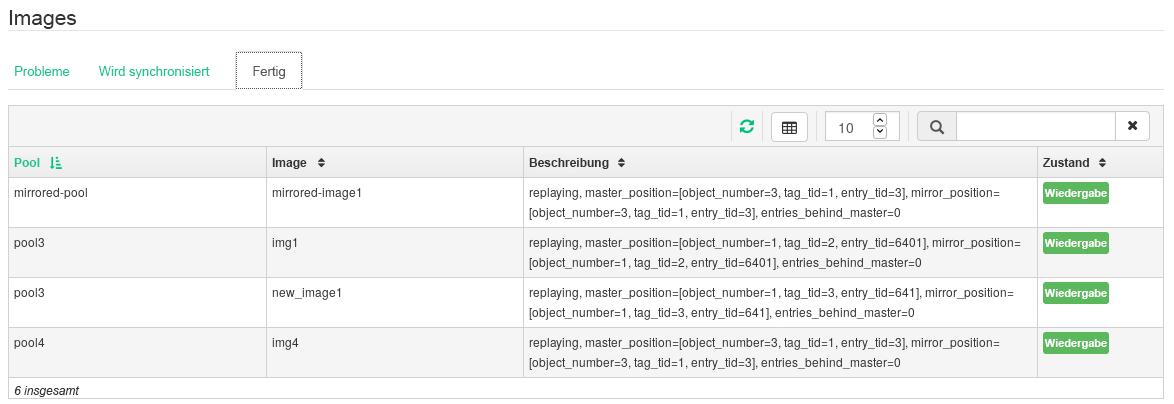 Images
Probleme Wird synchronisiert Fertig
10
Pool Image Beschreibung Zustand
mirrored-pool mirrored-image1 replaying, master_position=[object_number=3, tag_tid=1, entry_tid=3], mirror_position= Wiedergabe
[object_number=3, tag_tid=1, entry_tid=3], entries_behind_master=0
pool3 img1 replaying, master_position=[object_number=1, tag_tid=2, entry_tid=6401], mirror_position= Wiedergabe
[object_number=1, tag_tid=2, entry_tid=6401], entries_behind_master=0
pool3 new_image1 replaying, master_position=[object_number=1, tag_tid=3, entry_tid=641], mirror_position= Wiedergabe
[object_number=1, tag_tid=3, entry_tid=641], entries_behind_master=0
pool4 img4 replaying, master_position=[object_number=3, tag_tid=1, entry_tid=3], mirror_position= Wiedergabe
[object_number=3, tag_tid=1, entry_tid=3], entries_behind_master=0
6 insgesamt